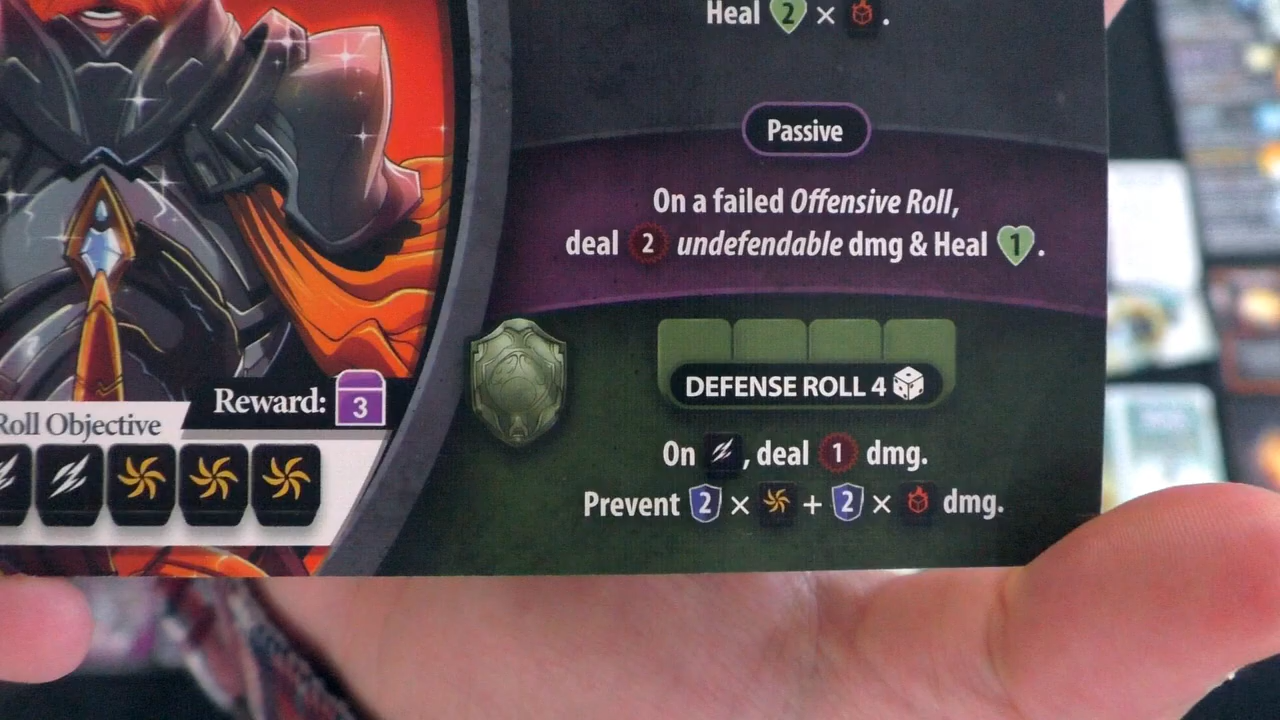 Heal 2 × .
Passive
On a failed Offensive Roll,
deal 2 undefendable dmg & Heal 1 .
Reward: 3
Roll Objective
DEFENSE ROLL 4
On , deal 1 dmg.
Prevent 2 × + 2 × dmg.